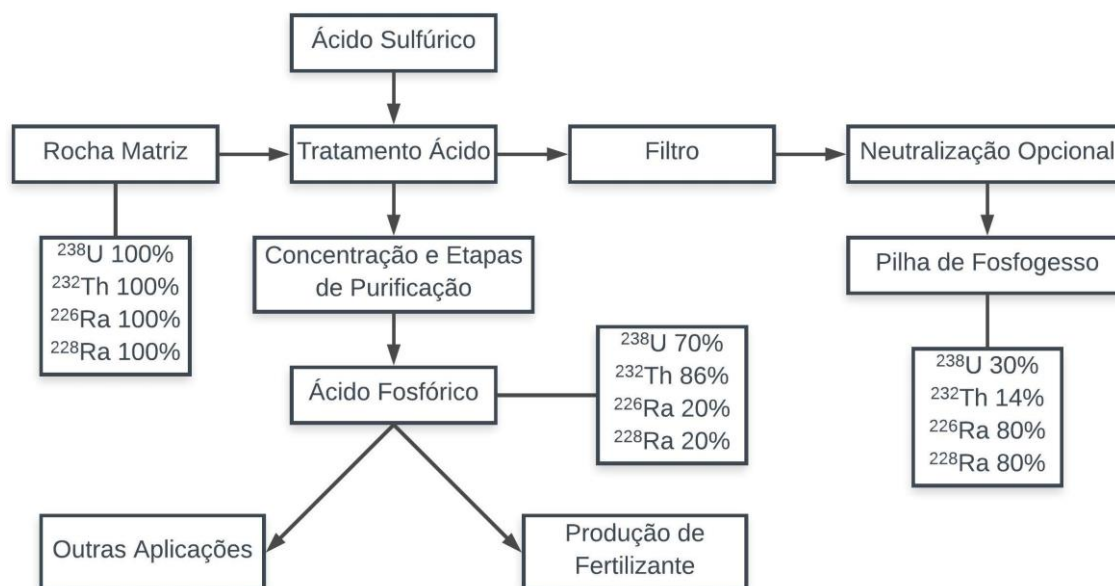 Ácido Sulfúrico
Rocha Matriz
Tratamento Ácido
Filtro
Neutralização Opcional
²³⁸U 100%
²³²Th 100%
²²⁶Ra 100%
²²⁸Ra 100%
Concentração e Etapas
de Purificação
Pilha de Fosfogesso
Ácido Fosfórico
²³⁸U 70%
²³²Th 86%
²²⁶Ra 20%
²²⁸Ra 20%
²³⁸U 30%
²³²Th 14%
²²⁶Ra 80%
²²⁸Ra 80%
Outras Aplicações
Produção de
Fertilizante